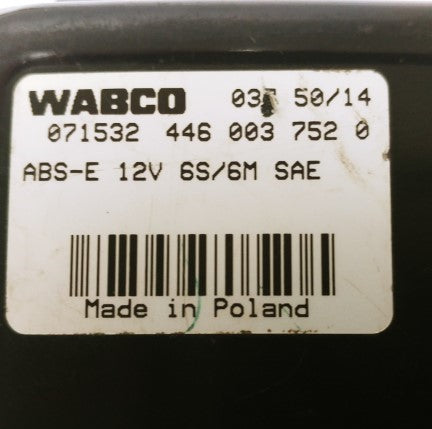 WABCO 50/14
071532 446 003 752 0
ABS-E 12V 6S/6M SAE
Made in Poland